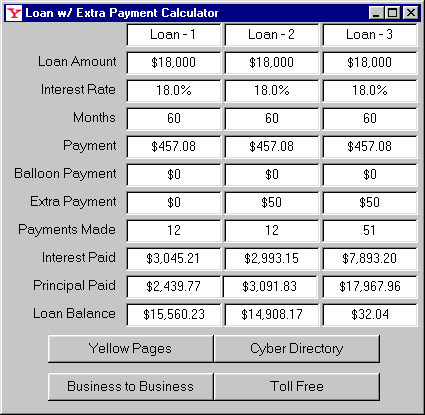 Loan w/ Extra Payment Calculator
Loan - 1 Loan - 2 Loan - 3
Loan Amount $18,000 $18,000 $18,000
Interest Rate 18.0% 18.0% 18.0%
Months 60 60 60
Payment $457.08 $457.08 $457.08
Balloon Payment $0 $0 $0
Extra Payment $0 $50 $50
Payments Made 12 12 51
Interest Paid $3,045.21 $2,993.15 $7,893.20
Principal Paid $2,439.77 $3,091.83 $17,967.96
Loan Balance $15,560.23 $14,908.17 $32.04
Yellow Pages Cyber Directory
Business to Business Toll Free